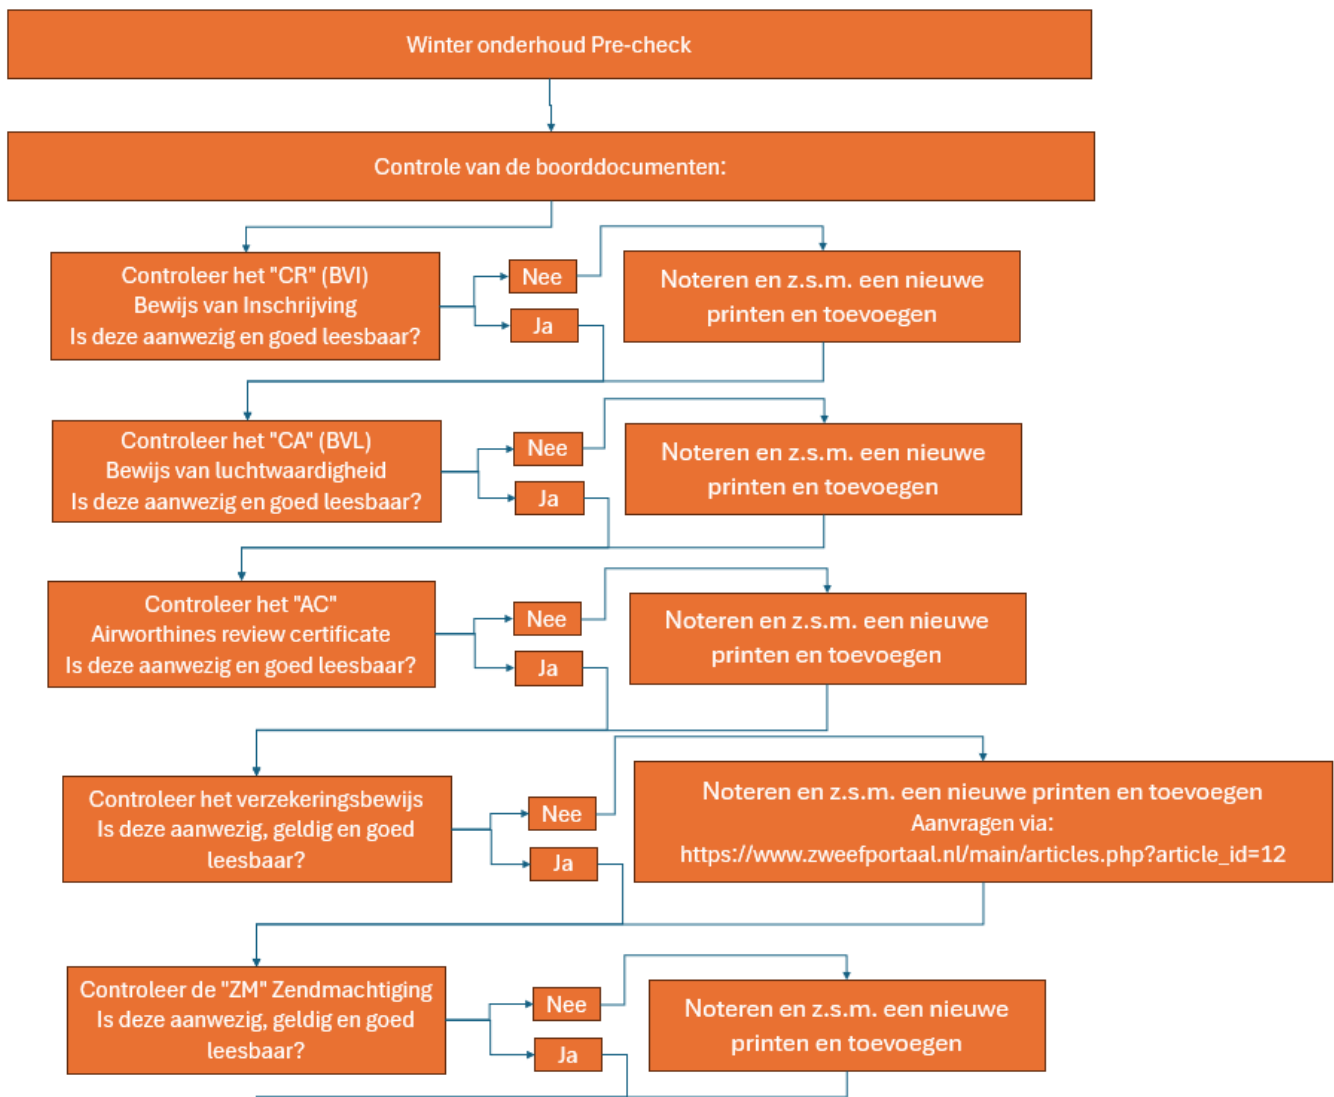 Winter onderhoud Pre-check
Controle van de boorddocumenten:
Controleer het "CR" (BVI)
Bewijs van Inschrijving
Is deze aanwezig en goed leesbaar?
Nee
Ja
Noteren en z.s.m. een nieuwe
printen en toevoegen
Controleer het "CA" (BVL)
Bewijs van luchtwaardigheid
Is deze aanwezig en goed leesbaar?
Nee
Ja
Noteren en z.s.m. een nieuwe
printen en toevoegen
Controleer het "AC"
Airworthines review certificate
Is deze aanwezig en goed leesbaar?
Nee
Ja
Noteren en z.s.m. een nieuwe
printen en toevoegen
Controleer het verzekeringsbewijs
Is deze aanwezig, geldig en goed
leesbaar?
Nee
Ja
Noteren en z.s.m. een nieuwe printen en toevoegen
Aanvragen via:
https://www.zweefportaal.nl/main/articles.php?article_id=12
Controleer de "ZM" Zendmachtiging
Is deze aanwezig, geldig en goed
leesbaar?
Nee
Ja
Noteren en z.s.m. een nieuwe
printen en toevoegen